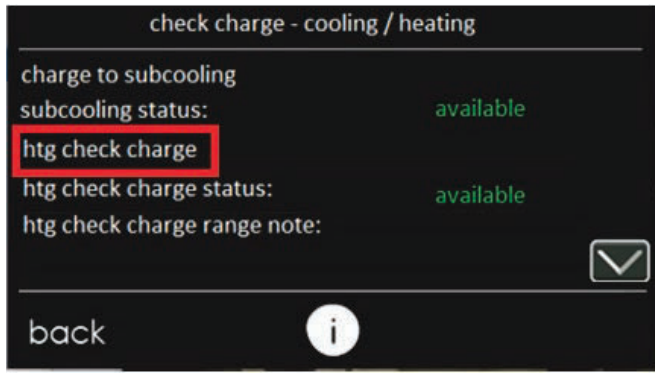 check charge - cooling / heating
charge to subcooling
subcooling status: available
htg check charge
htg check charge status: available
htg check charge range note:
back i